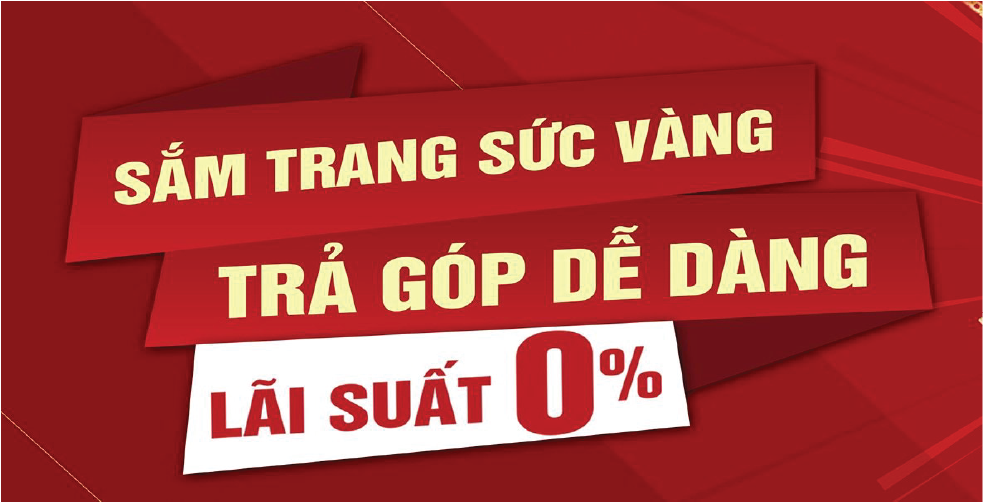 SẮM TRANG SỨC VÀNG
TRẢ GÓP DỄ DÀNG
LÃI SUẤT 0%